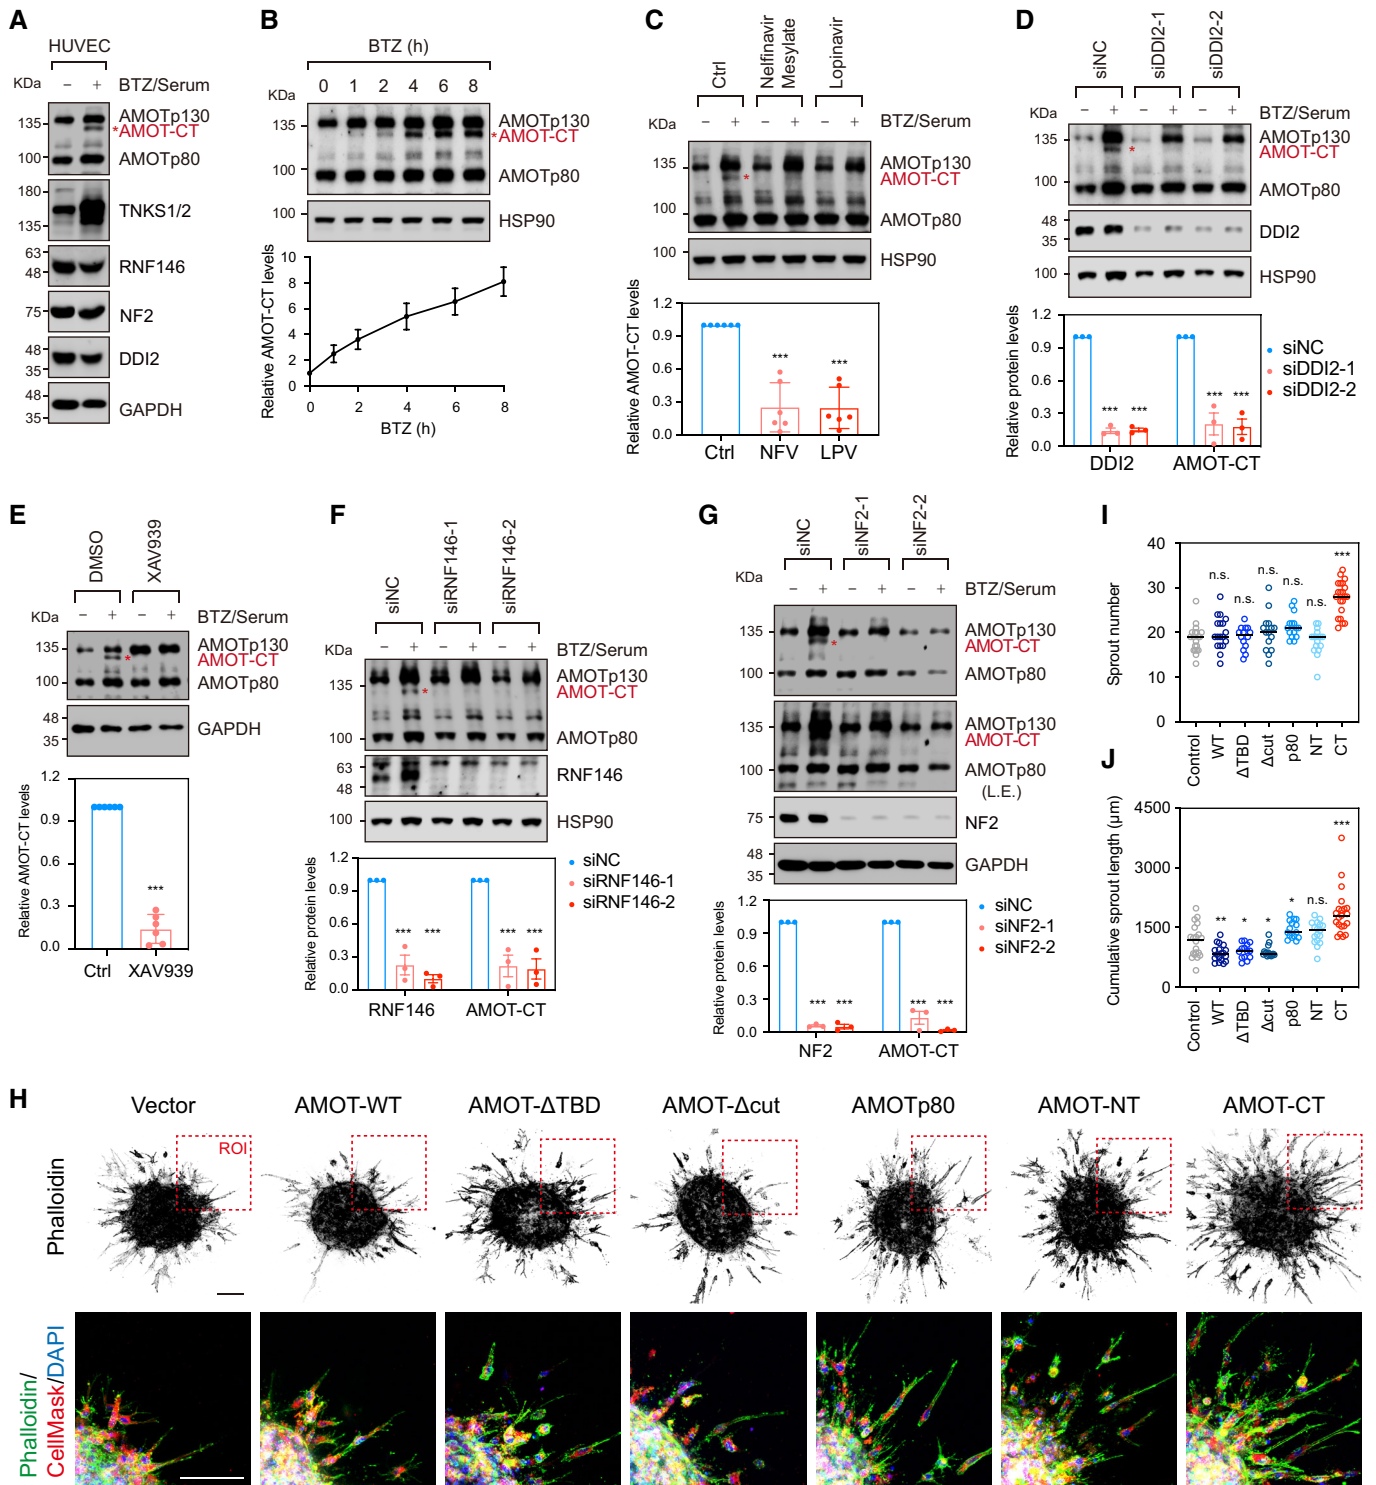 A
HUVEC
KDa
– + BTZ/Serum
135
AMOTp130
*AMOT-CT
100
AMOTp80
180
135
TNKS1/2
63
48
RNF146
75
NF2
48
35
DDI2
48
35
GAPDH
B
BTZ (h)
KDa
0 1 2 4 6 8
135
AMOTp130
*AMOT-CT
100
AMOTp80
100
HSP90
Relative AMOT-CT levels
10
8
6
4
2
0
0 2 4 6 8
BTZ (h)
C
Ctrl
Nelfinavir
Mesylate
Lopinavir
KDa
– + – + – + BTZ/Serum
135
AMOTp130
* AMOT-CT
100
AMOTp80
100
HSP90
Relative AMOT-CT levels
1.2
0.9
0.6
0.3
0.0
*** ***
Ctrl NFV LPV
D
siNC
siDDI2-1
siDDI2-2
KDa
– + – + – + BTZ/Serum
135
AMOTp130
* AMOT-CT
100
AMOTp80
48
35
DDI2
100
HSP90
Relative protein levels
1.2
0.9
0.6
0.3
0.0
*** *** *** ***
DDI2 AMOT-CT
siNC
siDDI2-1
siDDI2-2
E
DMSO
XAV939
KDa
– + – + BTZ/Serum
135
AMOTp130
* AMOT-CT
100
AMOTp80
48
35
GAPDH
Relative AMOT-CT levels
1.2
0.9
0.6
0.3
0.0
***
Ctrl XAV939
F
siNC
siRNF146-1
siRNF146-2
KDa
– + – + – + BTZ/Serum
135
AMOTp130
* AMOT-CT
100
AMOTp80
63
48
RNF146
100
HSP90
Relative protein levels
1.2
0.9
0.6
0.3
0.0
*** *** *** ***
RNF146 AMOT-CT
siNC
siRNF146-1
siRNF146-2
G
siNC
siNF2-1
siNF2-2
KDa
– + – + – + BTZ/Serum
135
AMOTp130
* AMOT-CT
100
AMOTp80
135
AMOTp130
AMOT-CT
100
AMOTp80
(L.E.)
75
NF2
48
35
GAPDH
Relative protein levels
1.2
0.9
0.6
0.3
0.0
*** *** *** ***
NF2 AMOT-CT
siNC
siNF2-1
siNF2-2
I
Sprout number
40
30
20
10
0
n.s. n.s. n.s. n.s. n.s. ***
Control WT ΔTBD Δcut p80 NT CT
J
Cumulative sprout length (μm)
4500
3000
1500
0
** * * * n.s. ***
Control WT ΔTBD Δcut p80 NT CT
H
Vector AMOT-WT AMOT-ΔTBD AMOT-Δcut AMOTp80 AMOT-NT AMOT-CT
Phalloidin
ROI
Phalloidin/
CellMask/DAPI